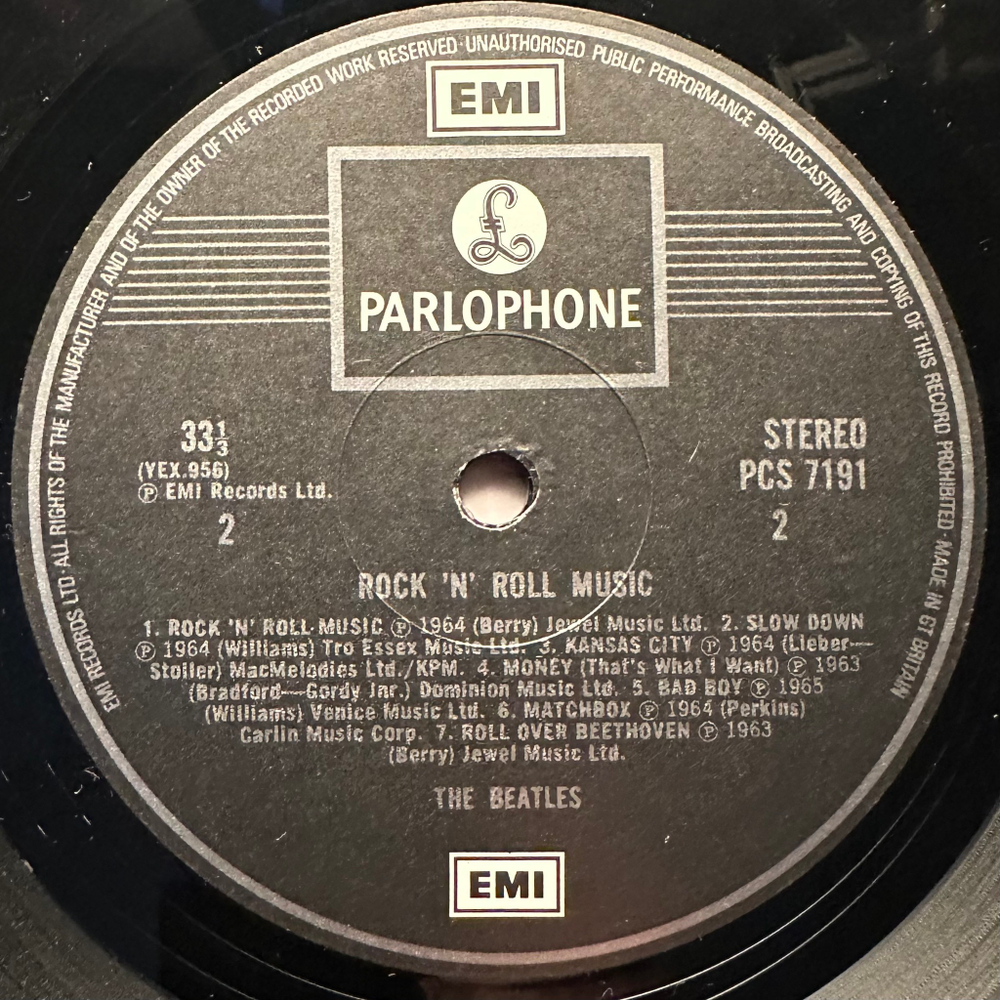 EMI RECORDS LTD · ALL RIGHTS OF THE MANUFACTURER AND OF THE OWNER OF THE RECORDED WORK RESERVED · UNAUTHORISED PUBLIC PERFORMANCE BROADCASTING AND COPYING OF THIS RECORD PROHIBITED · MADE IN GT BRITAIN
EMI
£
PARLOPHONE
33⅓
(YEX.956)
Ⓟ EMI Records Ltd.
2
STEREO
PCS 7191
2
ROCK 'N' ROLL MUSIC
1. ROCK 'N' ROLL MUSIC Ⓟ 1964 (Berry) Jewel Music Ltd. 2. SLOW DOWN
Ⓟ 1964 (Williams) Tro Essex Music Ltd. 3. KANSAS CITY Ⓟ 1964 (Lieber—
Stoller) MacMelodies Ltd./KPM. 4. MONEY (That's What I Want) Ⓟ 1963
(Bradford—Gordy Jnr.) Dominion Music Ltd. 5. BAD BOY Ⓟ 1965
(Williams) Venice Music Ltd. 6. MATCHBOX Ⓟ 1964 (Perkins)
Carlin Music Corp. 7. ROLL OVER BEETHOVEN Ⓟ 1963
(Berry) Jewel Music Ltd.
THE BEATLES
EMI